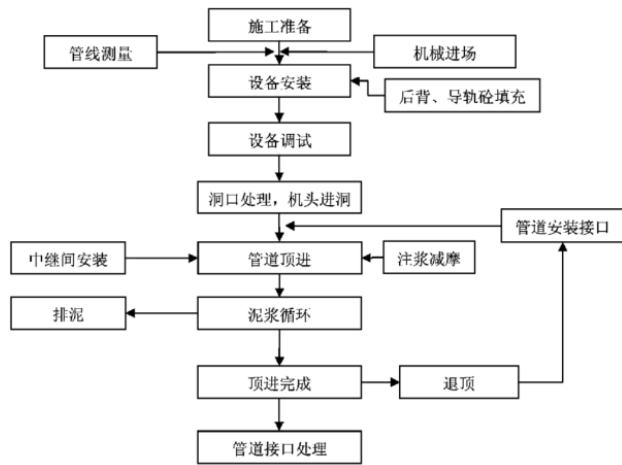 施工准备
管线测量
机械进场
设备安装
后背、导轨砼填充
设备调试
洞口处理，机头进洞
管道安装接口
中继间安装
管道顶进
注浆减摩
排泥
泥浆循环
顶进完成
退顶
管道接口处理